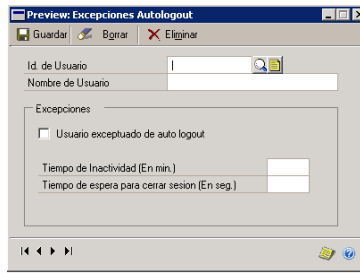 Preview: Excepciones Autologout
Guardar Borrar Eliminar
Id. de Usuario
Nombre de Usuario
Excepciones
Usuario exceptuado de auto logout
Tiempo de Inactividad (En min.)
Tiempo de espera para cerrar sesion (En seg.)